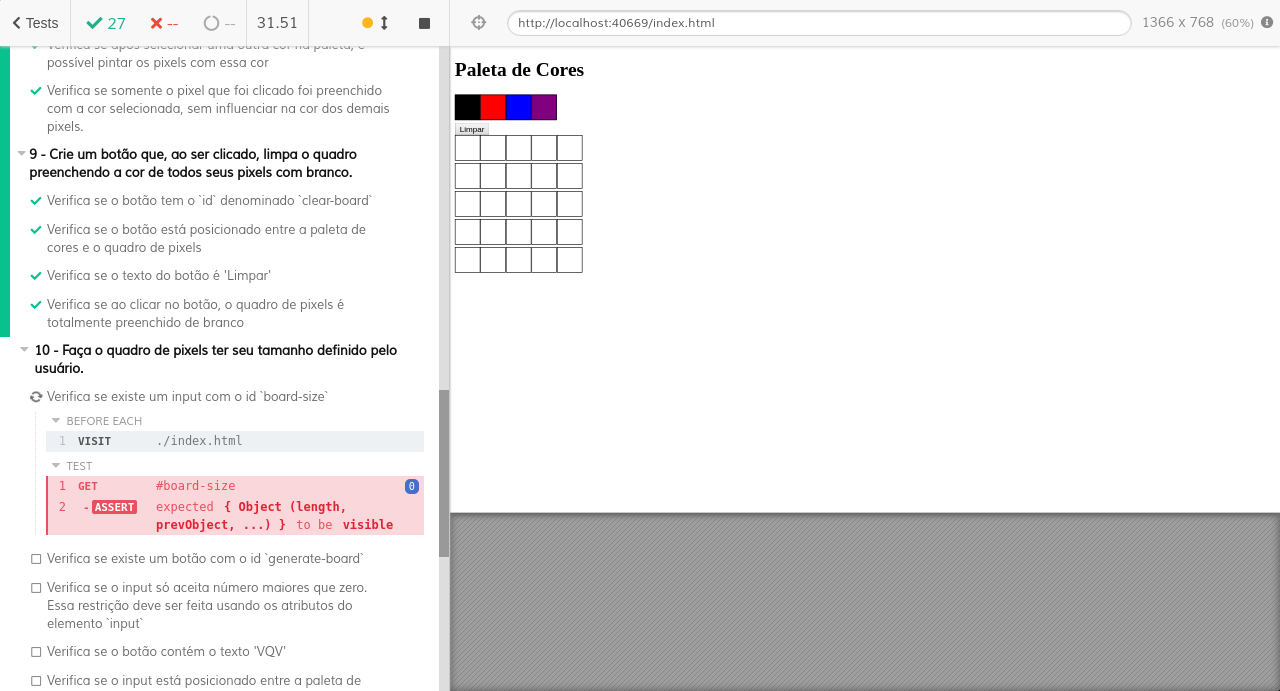 Tests
27
--
--
31.51
http://localhost:40669/index.html
1366 x 768 (60%)
Verifica se após selecionar uma outra cor na paleta, é
possível pintar os pixels com essa cor
Verifica se somente o pixel que foi clicado foi preenchido
com a cor selecionada, sem influenciar na cor dos demais
pixels.
9 - Crie um botão que, ao ser clicado, limpa o quadro
preenchendo a cor de todos seus pixels com branco.
Verifica se o botão tem o `id` denominado `clear-board`
Verifica se o botão está posicionado entre a paleta de
cores e o quadro de pixels
Verifica se o texto do botão é 'Limpar'
Verifica se ao clicar no botão, o quadro de pixels é
totalmente preenchido de branco
10 - Faça o quadro de pixels ter seu tamanho definido pelo
usuário.
Verifica se existe um input com o id `board-size`
BEFORE EACH
1 VISIT ./index.html
TEST
1 GET #board-size 0
2 - ASSERT expected { Object (length,
prevObject, ...) } to be visible
Verifica se existe um botão com o id `generate-board`
Verifica se o input só aceita número maiores que zero.
Essa restrição deve ser feita usando os atributos do
elemento `input`
Verifica se o botão contém o texto 'VQV'
Verifica se o input está posicionado entre a paleta de
Paleta de Cores
Limpar